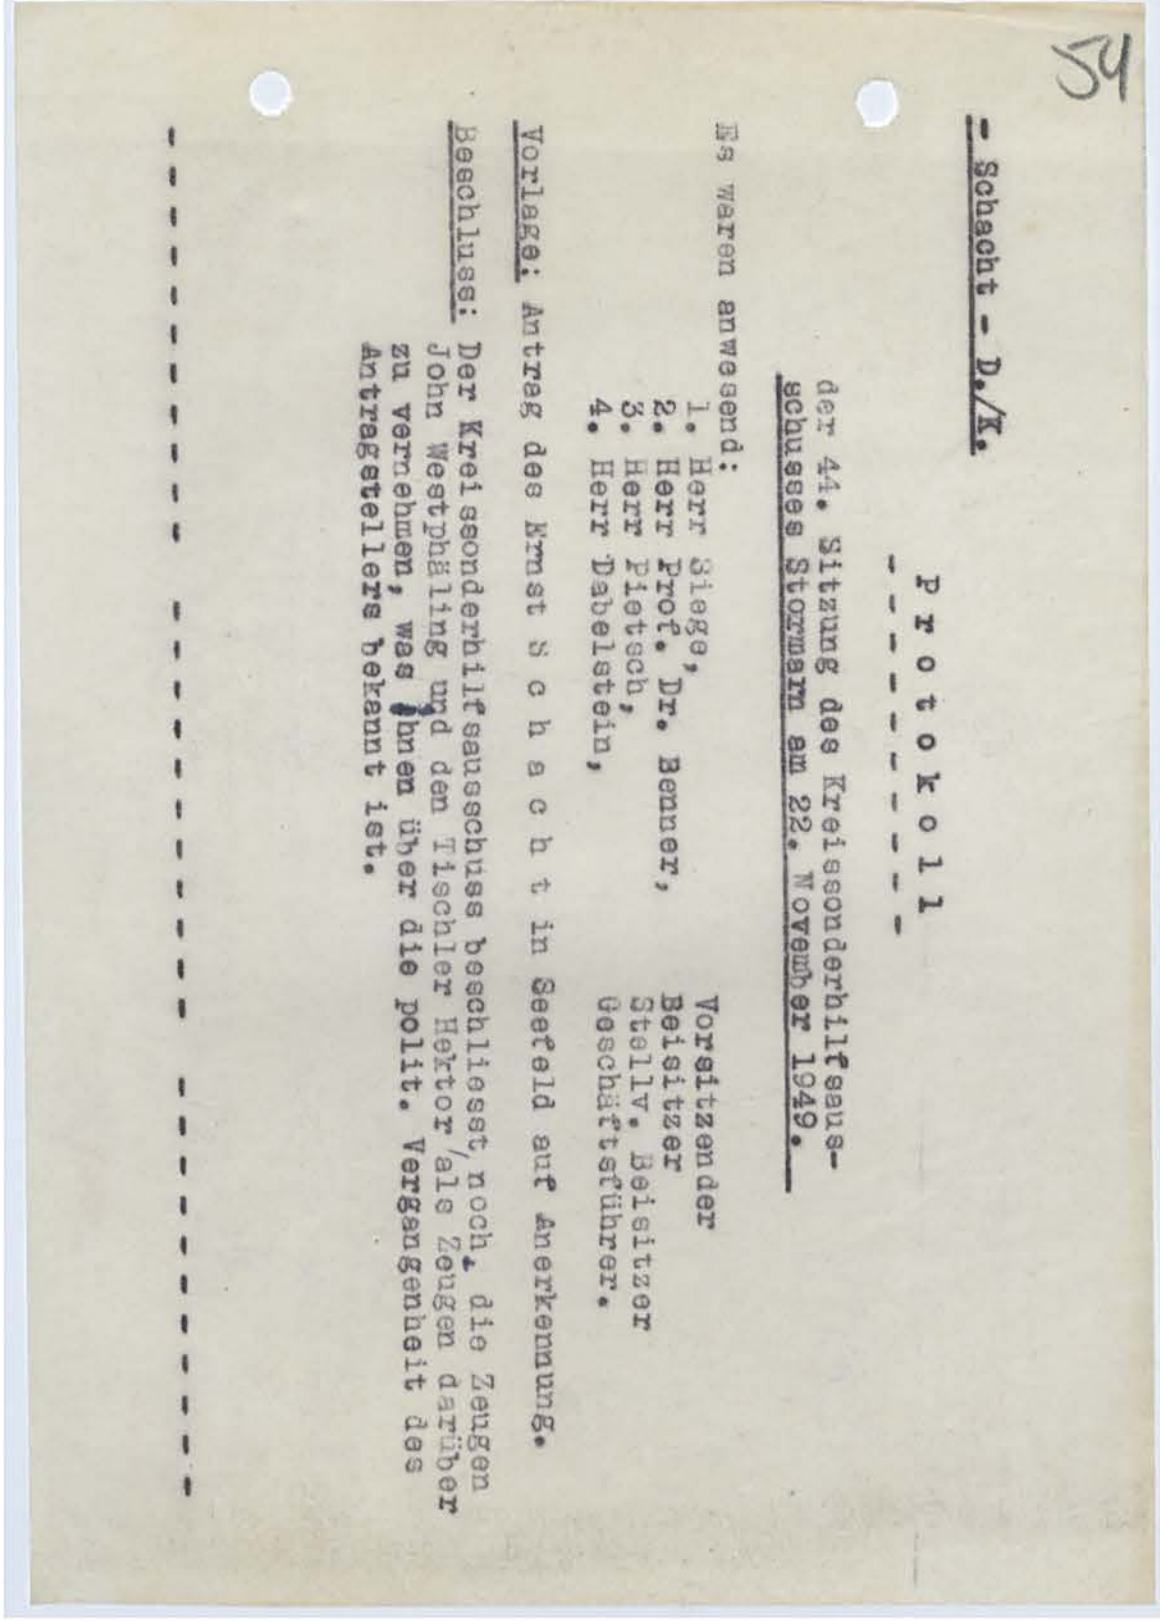 54
- Schacht - D./K.
P r o t o k o l l
- - - - - - - - -
der 44. Sitzung des Kreissonderhilfsaus-
schusses Stormarn am 22. November 1949.
Es waren anwesend:
1. Herr Siege, Vorsitzender
2. Herr Prof. Dr. Benner, Beisitzer
3. Herr Pietsch, Stellv. Beisitzer
4. Herr Dabelstein, Geschäftsführer.
Vorlage: Antrag des Ernst S c h a c h t in Seefeld auf Anerkennung.
Beschluss: Der Kreissonderhilfsausschuss beschliesst noch, die Zeugen
John Westphäling und den Tischler Hektor als Zeugen darüber
zu vernehmen, was ihnen über die polit. Vergangenheit des
Antragstellers bekannt ist.
- - - - - - - - - - - - - - - - - - - - - - - - - - - - - - - - -